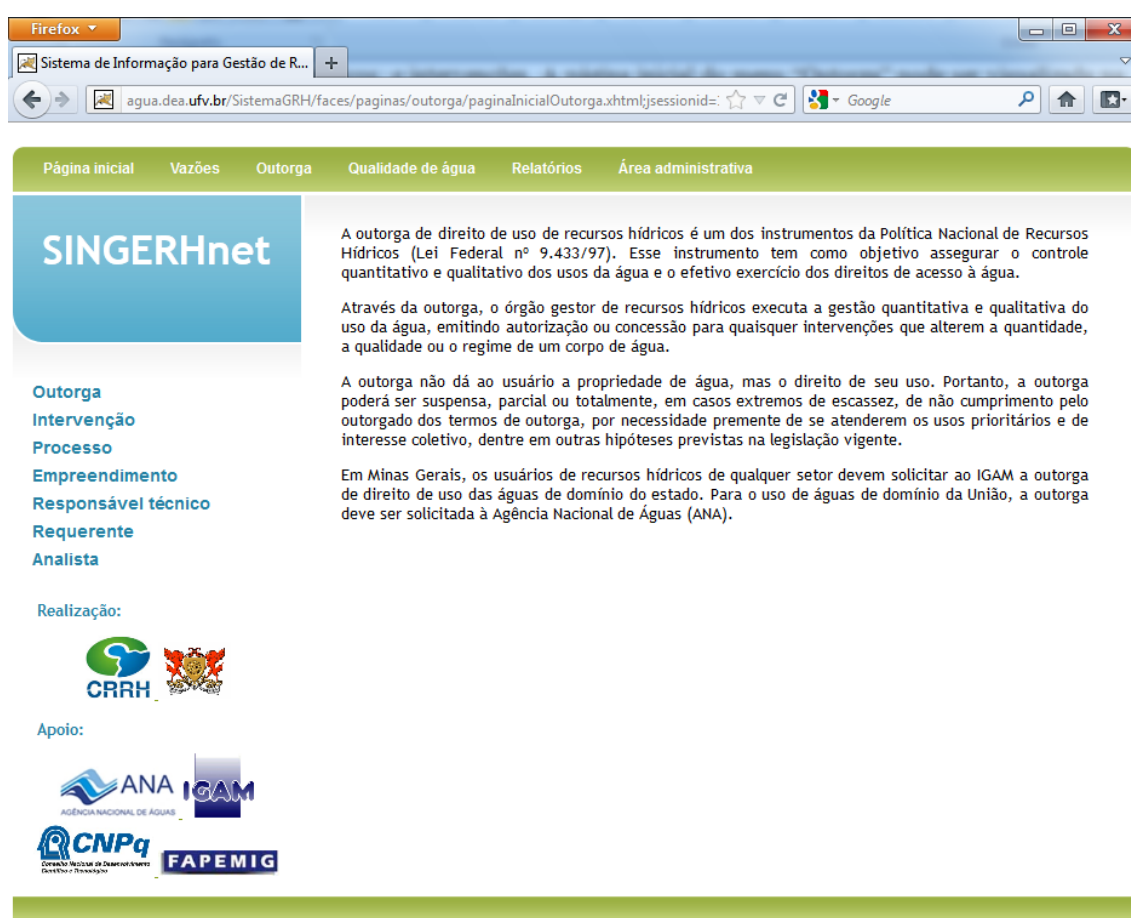 Firefox
Sistema de Informação para Gestão de R...
agua.dea.ufv.br/SistemaGRH/faces/paginas/outorga/paginaInicialOutorga.xhtml;jsessionid=
Google
Página inicial Vazões Outorga Qualidade de água Relatórios Área administrativa
SINGERHnet
A outorga de direito de uso de recursos hídricos é um dos instrumentos da Política Nacional de Recursos
Hídricos (Lei Federal nº 9.433/97). Esse instrumento tem como objetivo assegurar o controle
quantitativo e qualitativo dos usos da água e o efetivo exercício dos direitos de acesso à água.
Através da outorga, o órgão gestor de recursos hídricos executa a gestão quantitativa e qualitativa do
uso da água, emitindo autorização ou concessão para quaisquer intervenções que alterem a quantidade,
a qualidade ou o regime de um corpo de água.
A outorga não dá ao usuário a propriedade de água, mas o direito de seu uso. Portanto, a outorga
poderá ser suspensa, parcial ou totalmente, em casos extremos de escassez, de não cumprimento pelo
outorgado dos termos de outorga, por necessidade premente de se atenderem os usos prioritários e de
interesse coletivo, dentre em outras hipóteses previstas na legislação vigente.
Em Minas Gerais, os usuários de recursos hídricos de qualquer setor devem solicitar ao IGAM a outorga
de direito de uso das águas de domínio do estado. Para o uso de águas de domínio da União, a outorga
deve ser solicitada à Agência Nacional de Águas (ANA).
Outorga
Intervenção
Processo
Empreendimento
Responsável técnico
Requerente
Analista
Realização:
CRRH
Apoio:
ANA
AGÊNCIA NACIONAL DE ÁGUAS
IGAM
CNPq
Conselho Nacional de Desenvolvimento
Científico e Tecnológico
FAPEMIG